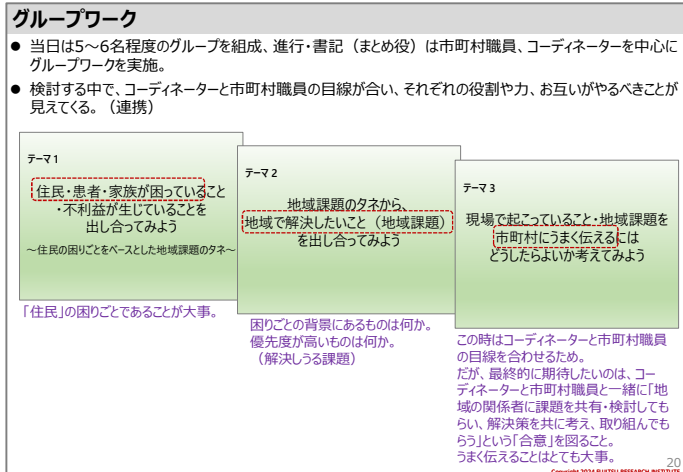 グループワーク
● 当日は5～6名程度のグループを組成、進行・書記（まとめ役）は市町村職員、コーディネーターを中心に
グループワークを実施。
● 検討する中で、コーディネーターと市町村職員の目線が合い、それぞれの役割や力、お互いがやるべきことが
見えてくる。（連携）
テーマ1
住民・患者・家族が困っていること
・不利益が生じていることを
出し合ってみよう
～住民の困りごとをベースとした地域課題のタネ～
「住民」の困りごとであることが大事。
テーマ2
地域課題のタネから、
地域で解決したいこと（地域課題）
を出し合ってみよう
困りごとの背景にあるものは何か。
優先度が高いものは何か。
（解決しうる課題）
テーマ3
現場で起こっていること・地域課題を
市町村にうまく伝えるには
どうしたらよいか考えてみよう
この時はコーディネーターと市町村職員
の目線を合わせるため。
だが、最終的に期待したいのは、コー
ディネーターと市町村職員と一緒に「地
域の関係者に課題を共有・検討しても
らい、解決策を共に考え、取り組んでも
らう」という「合意」を図ること。
うまく伝えることはとても大事。
20
Copyright 2024 FUJITSU RESEARCH INSTITUTE